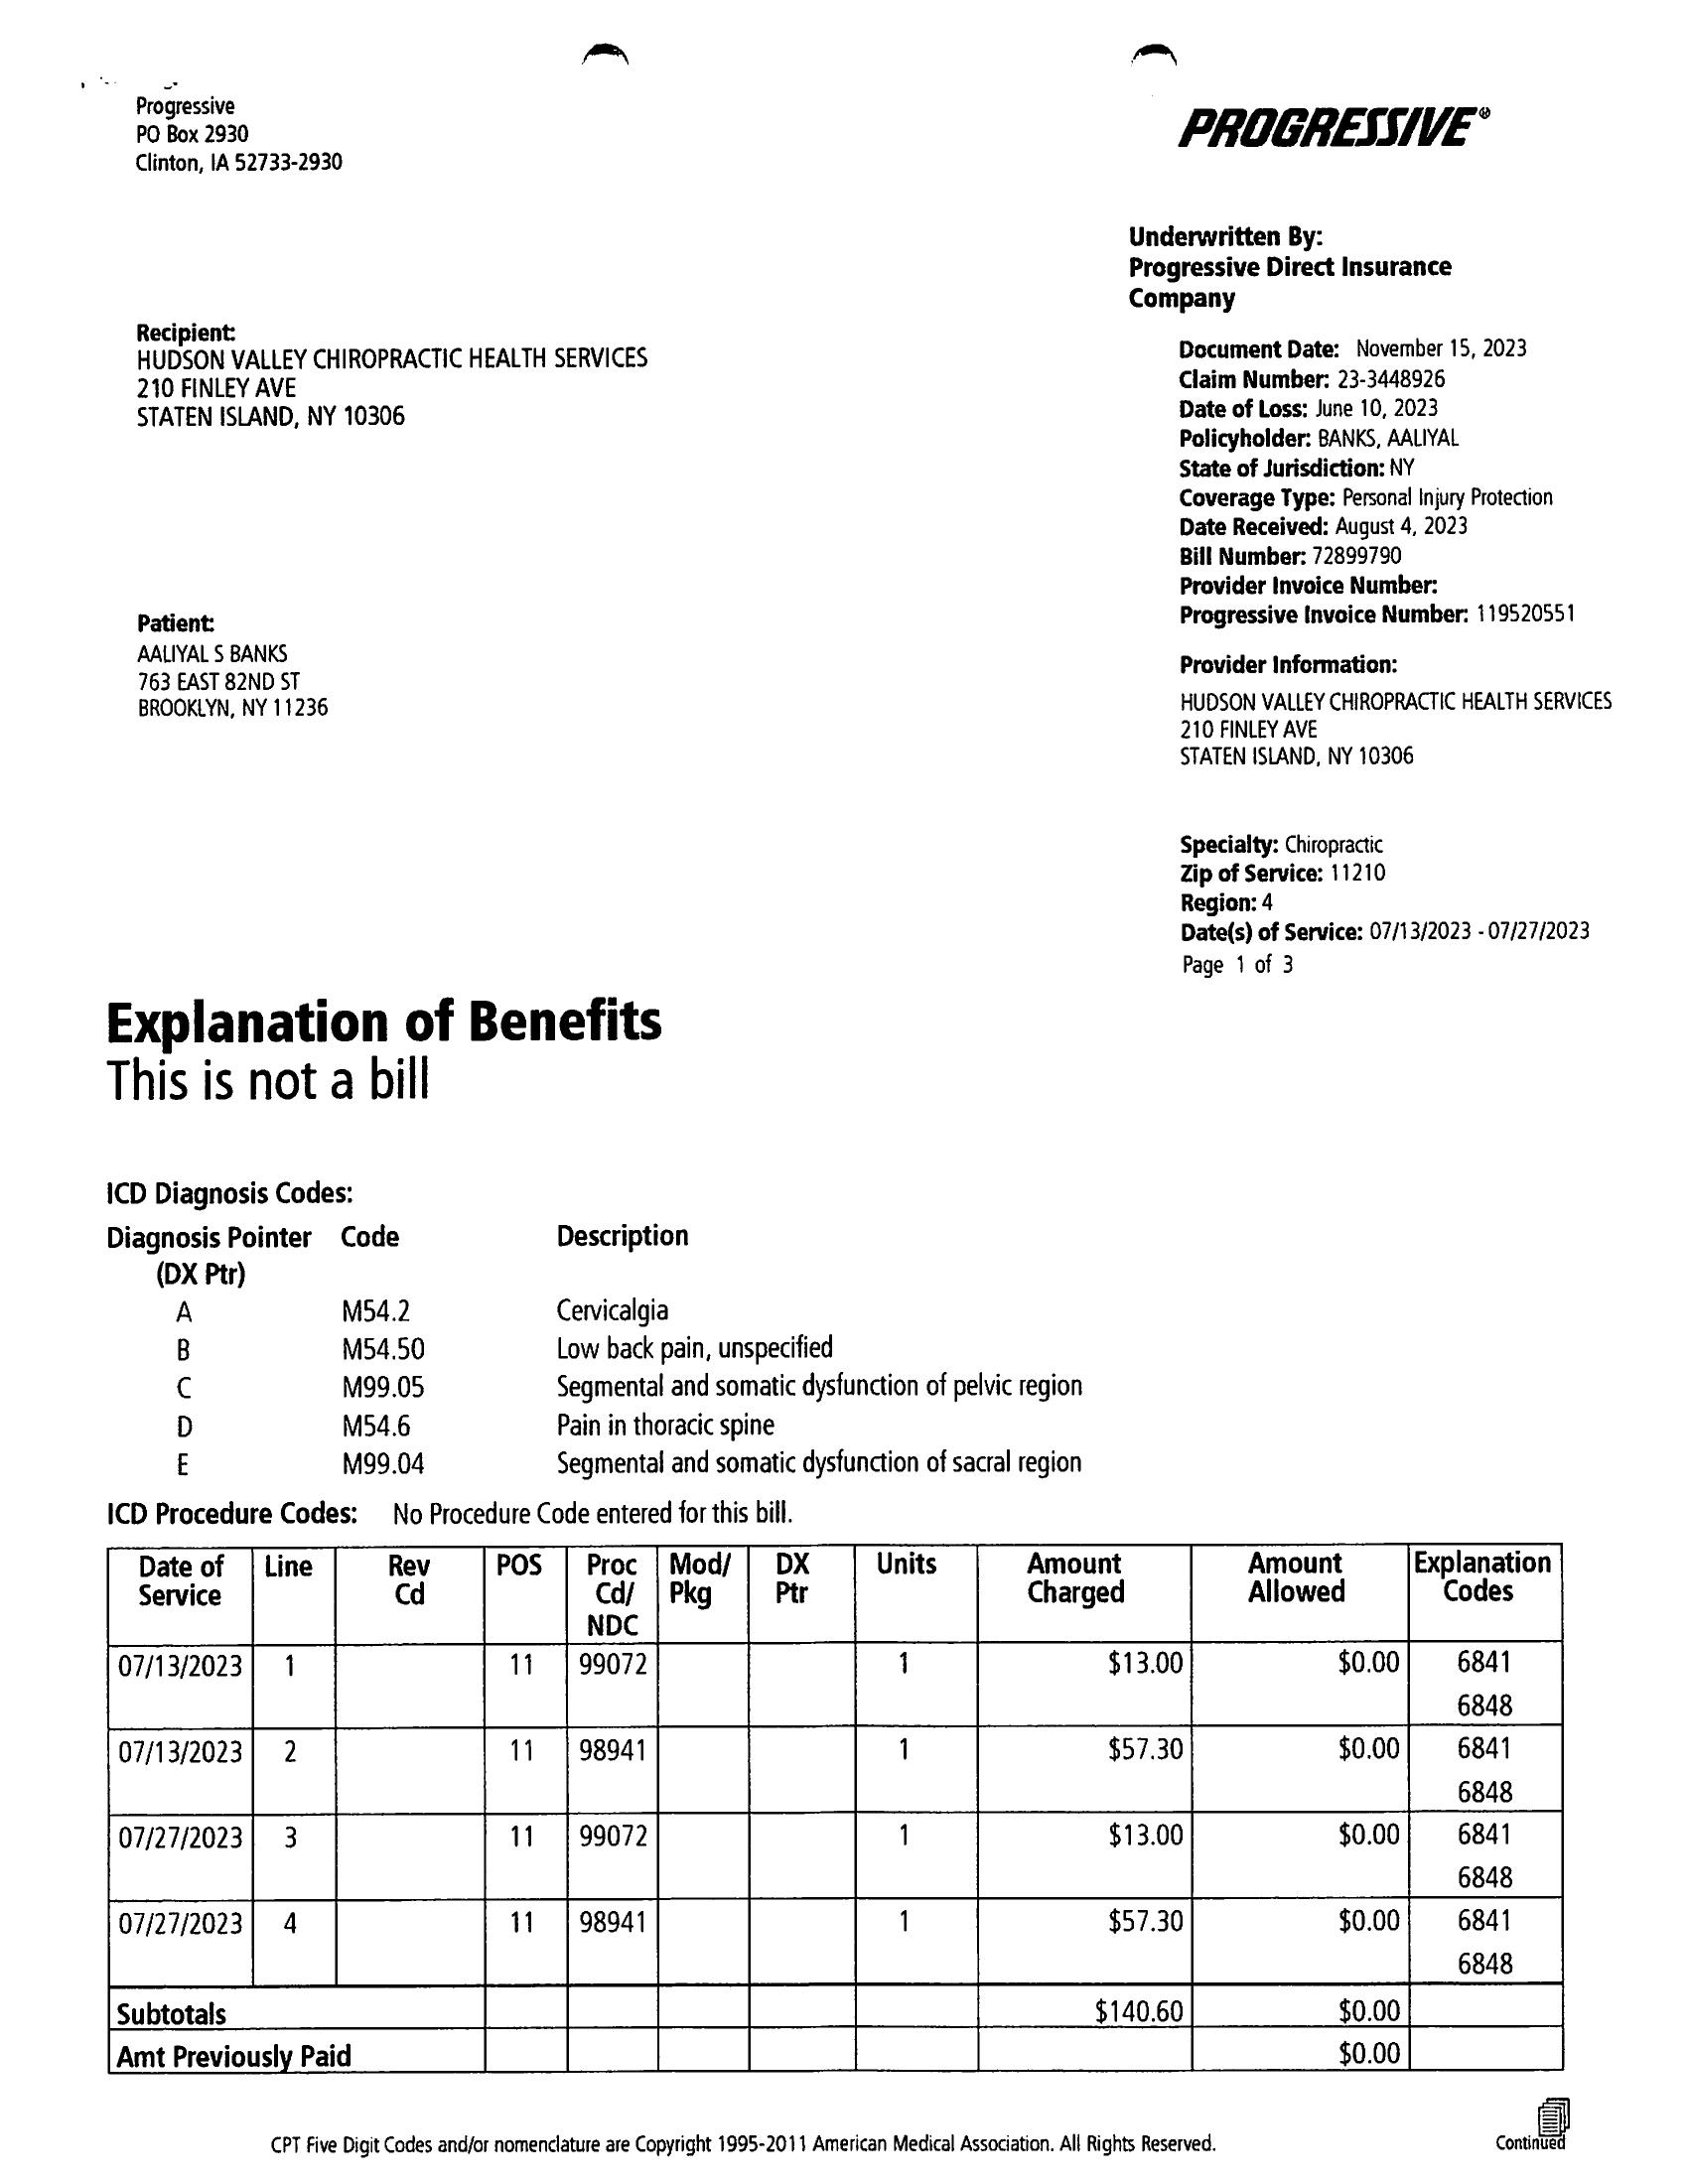 Progressive
PO Box 2930
Clinton, IA 52733-2930
PROGRESSIVE®
Underwritten By:
Progressive Direct Insurance
Company
Recipient:
HUDSON VALLEY CHIROPRACTIC HEALTH SERVICES
210 FINLEY AVE
STATEN ISLAND, NY 10306
Document Date: November 15, 2023
Claim Number: 23-3448926
Date of Loss: June 10, 2023
Policyholder: BANKS, AALIYAL
State of Jurisdiction: NY
Coverage Type: Personal Injury Protection
Date Received: August 4, 2023
Bill Number: 72899790
Provider Invoice Number:
Progressive Invoice Number: 119520551
Patient:
AALIYAL S BANKS
763 EAST 82ND ST
BROOKLYN, NY 11236
Provider Information:
HUDSON VALLEY CHIROPRACTIC HEALTH SERVICES
210 FINLEY AVE
STATEN ISLAND, NY 10306
Specialty: Chiropractic
Zip of Service: 11210
Region: 4
Date(s) of Service: 07/13/2023 - 07/27/2023
Page 1 of 3
Explanation of Benefits
This is not a bill
ICD Diagnosis Codes:
Diagnosis Pointer Code Description
(DX Ptr)
A M54.2 Cervicalgia
B M54.50 Low back pain, unspecified
C M99.05 Segmental and somatic dysfunction of pelvic region
D M54.6 Pain in thoracic spine
E M99.04 Segmental and somatic dysfunction of sacral region
ICD Procedure Codes: No Procedure Code entered for this bill.
Date of Line Rev POS Proc Mod/ DX Units Amount Amount Explanation
Service Cd Cd/ Pkg Ptr Charged Allowed Codes
NDC
07/13/2023 1 11 99072 1 $13.00 $0.00 6841
6848
07/13/2023 2 11 98941 1 $57.30 $0.00 6841
6848
07/27/2023 3 11 99072 1 $13.00 $0.00 6841
6848
07/27/2023 4 11 98941 1 $57.30 $0.00 6841
6848
Subtotals $140.60 $0.00
Amt Previously Paid $0.00
CPT Five Digit Codes and/or nomenclature are Copyright 1995-2011 American Medical Association. All Rights Reserved.
Continued